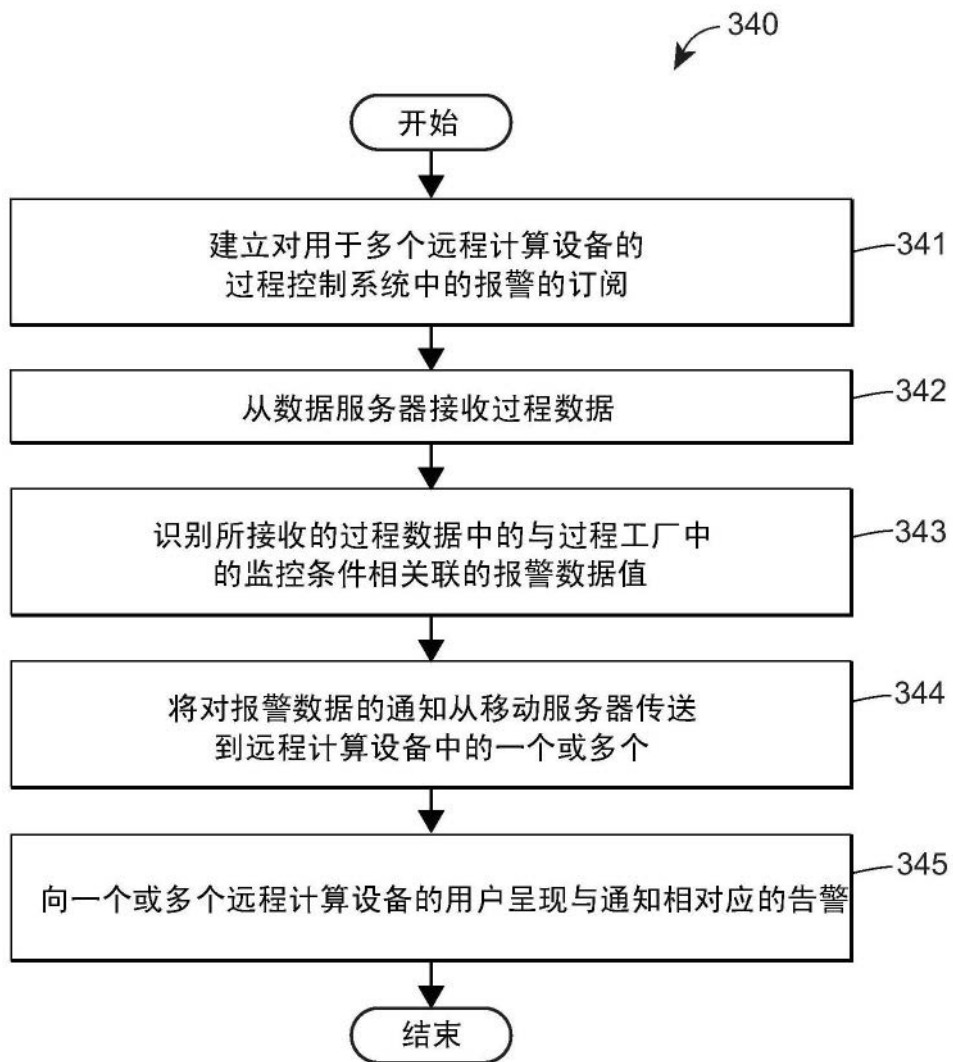 340
开始
建立对用于多个远程计算设备的
过程控制系统中的报警的订阅
341
从数据服务器接收过程数据
342
识别所接收的过程数据中的与过程工厂中
的监控条件相关联的报警数据值
343
将对报警数据的通知从移动服务器传送
到远程计算设备中的一个或多个
344
向一个或多个远程计算设备的用户呈现与通知相对应的告警
345
结束